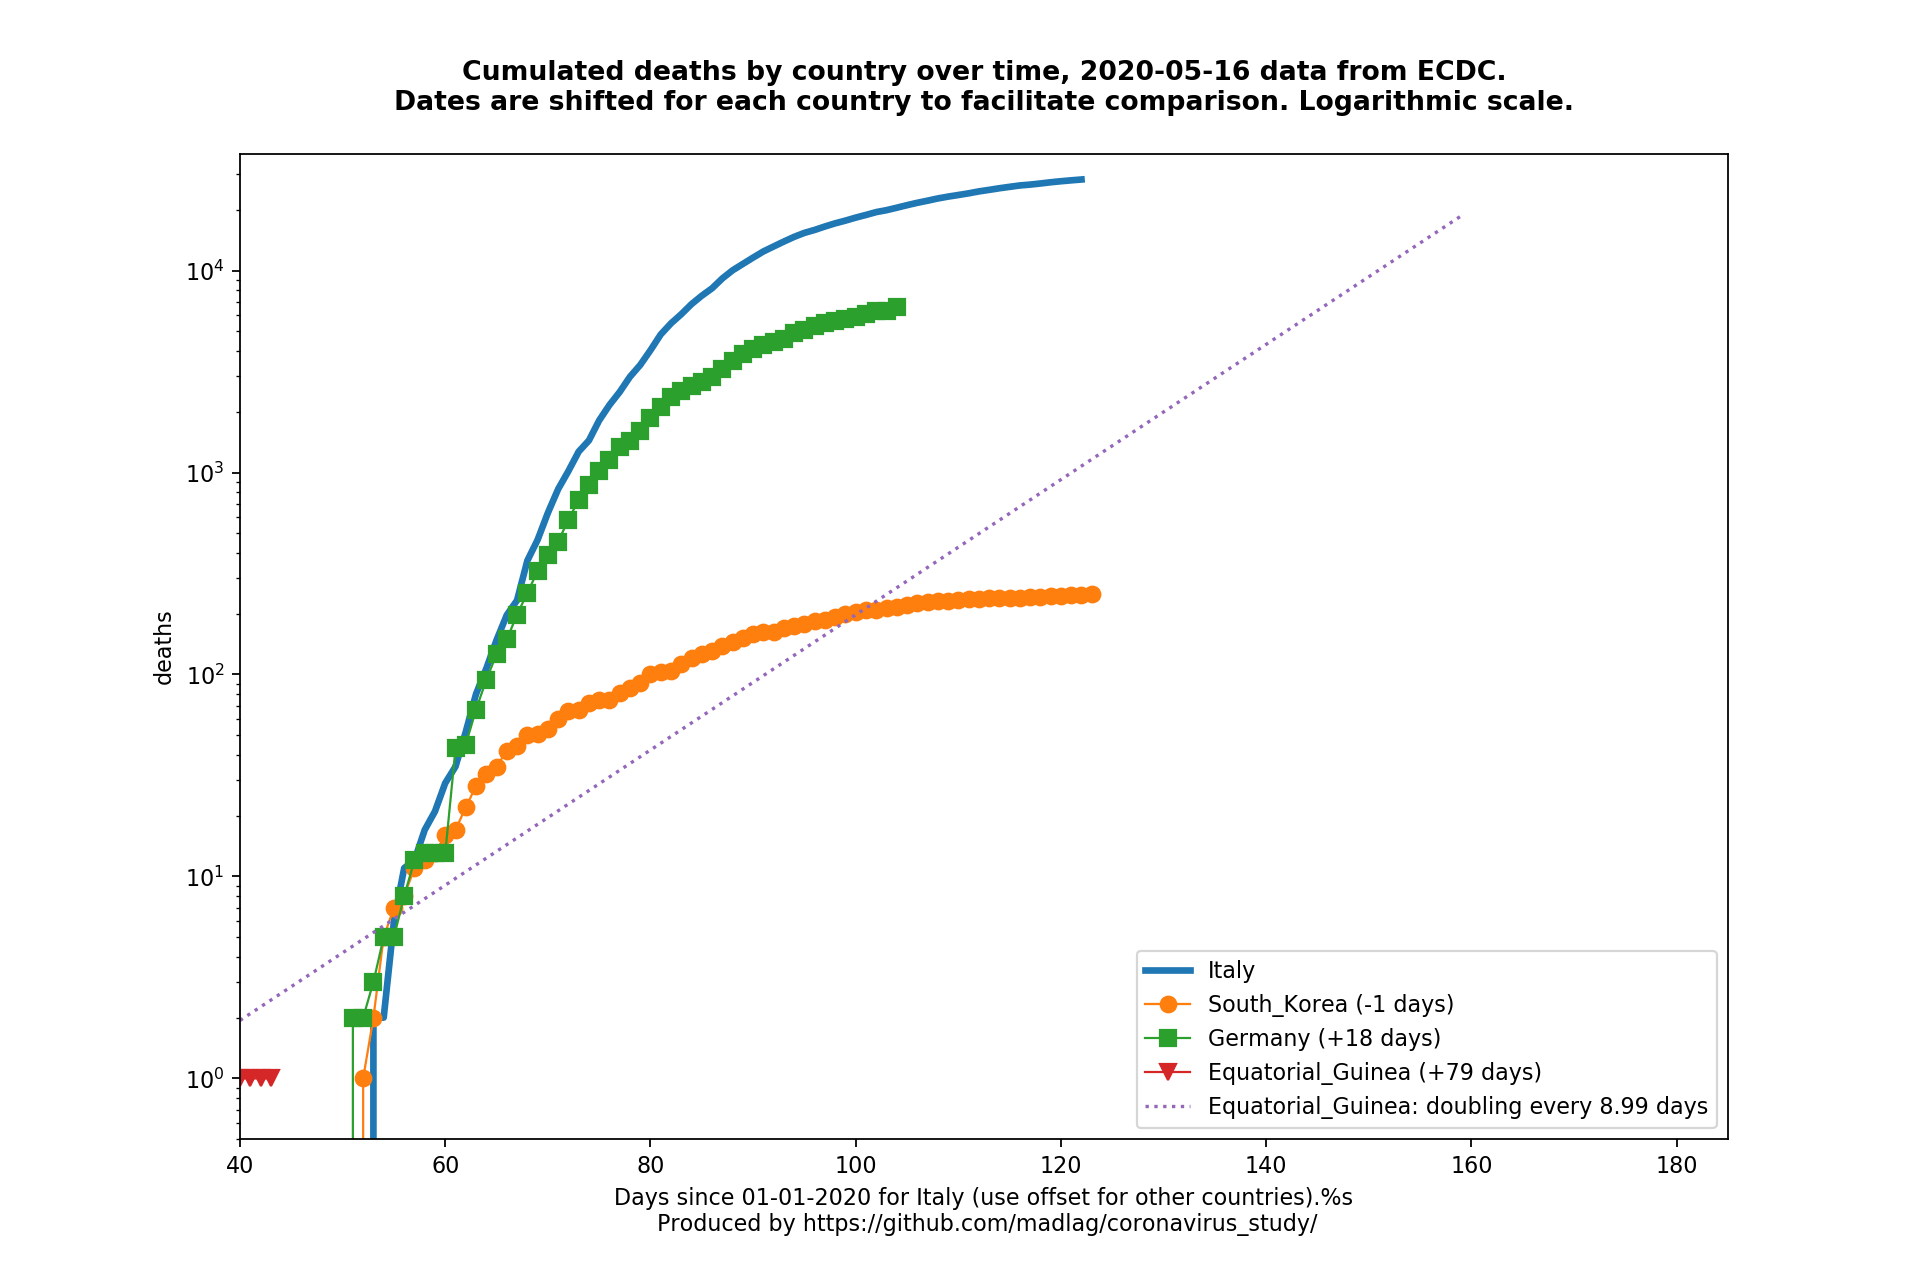 Cumulated deaths by country over time, 2020-05-16 data from ECDC.
Dates are shifted for each country to facilitate comparison. Logarithmic scale.
deaths
10^4
10^3
10^2
10^1
10^0
40 60 80 100 120 140 160 180
Italy
South_Korea (-1 days)
Germany (+18 days)
Equatorial_Guinea (+79 days)
Equatorial_Guinea: doubling every 8.99 days
Days since 01-01-2020 for Italy (use offset for other countries).%s
Produced by https://github.com/madlag/coronavirus_study/